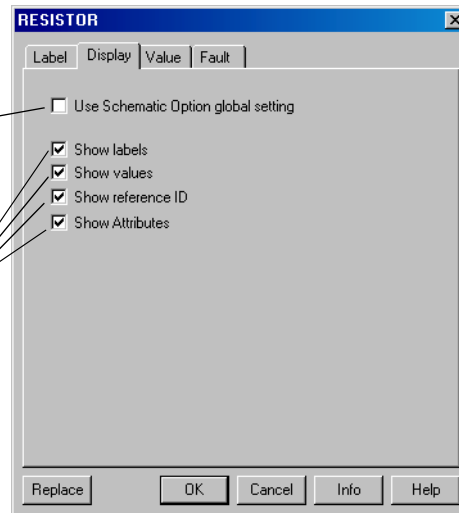 RESISTOR
Label Display Value Fault
Use Schematic Option global setting
Show labels
Show values
Show reference ID
Show Attributes
Replace OK Cancel Info Help